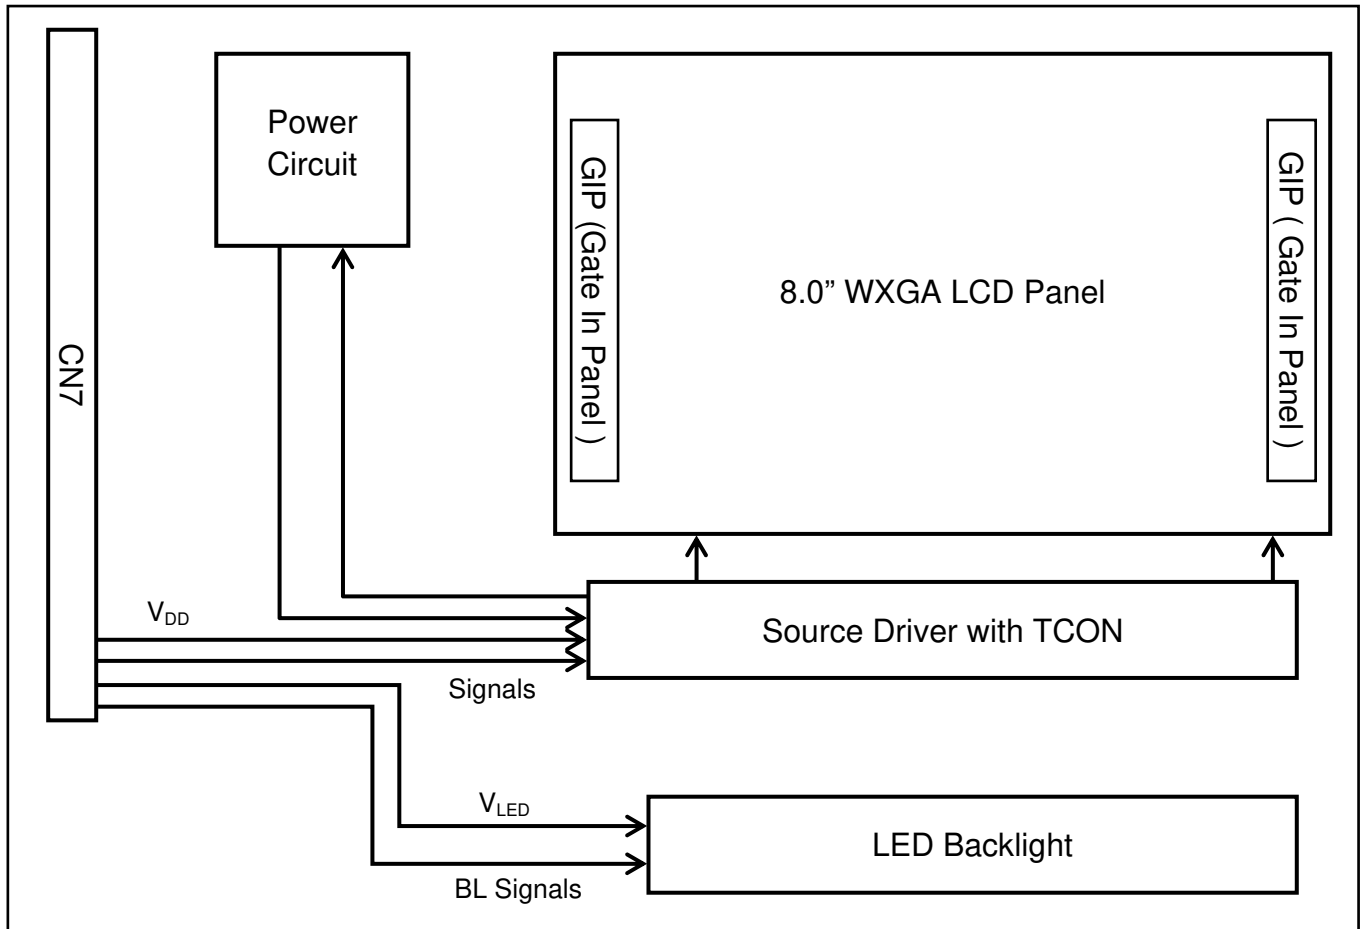 Power
Circuit
GIP (Gate In Panel )
8.0” WXGA LCD Panel
GIP ( Gate In Panel )
CN7
VDD
Source Driver with TCON
Signals
VLED
LED Backlight
BL Signals